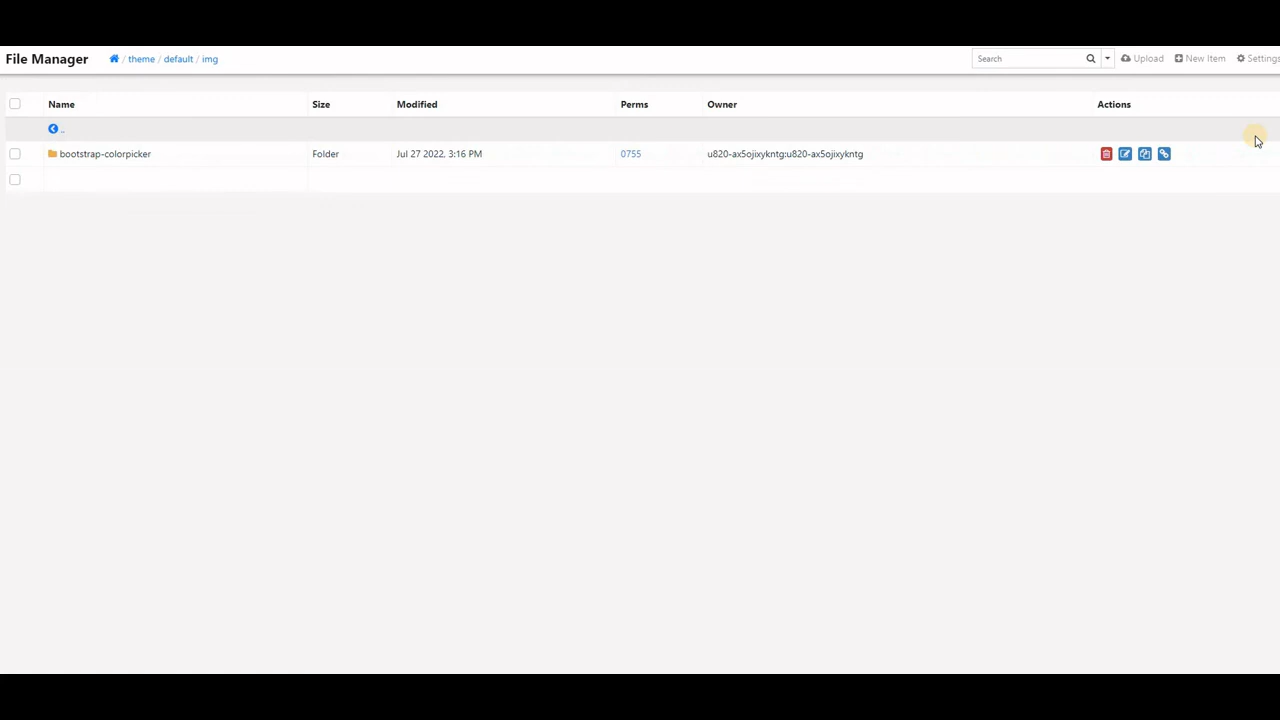 File Manager / theme / default / img Search Upload New Item Settings
Name Size Modified Perms Owner Actions
..
bootstrap-colorpicker Folder Jul 27 2022, 3:16 PM 0755 u820-ax5ojixykntg:u820-ax5ojixykntg